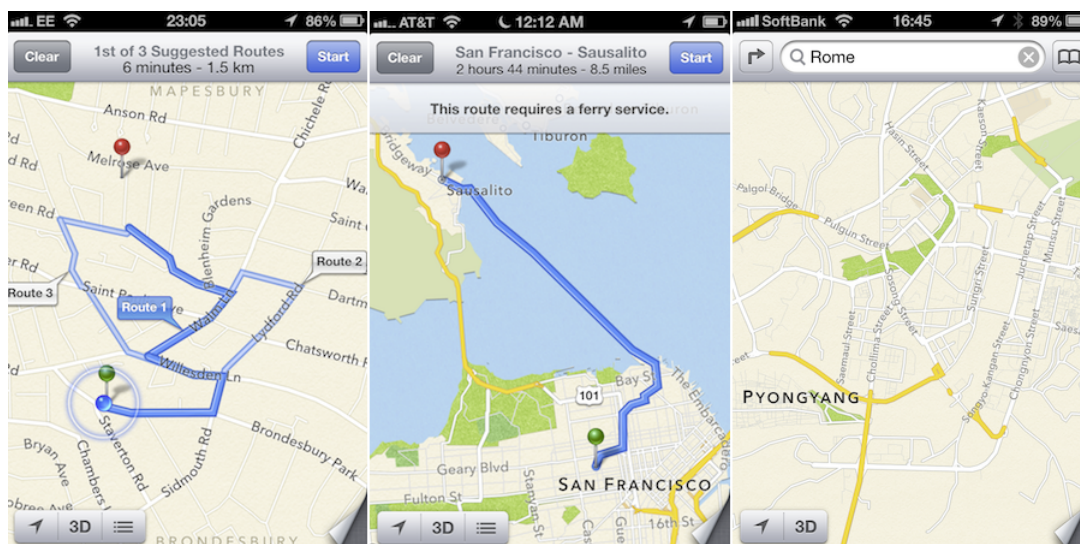 EE 23:05 86%
Clear
1st of 3 Suggested Routes
6 minutes - 1.5 km
Start
MAPESBURY
Anson Rd
Chichele Rd
Melrose Ave
Blenheim Gardens
Saint
Route 2
Route 3
Route 1
Walm Ln
Lydford Rd
Dartm
Willesden Ln
Chatsworth
Staverton Rd
Sidmouth Rd
Brondesbury Park
Bryan Ave
Chambers
3D
BRONDESBURY
AT&T 12:12 AM
Clear
San Francisco - Sausalito
2 hours 44 minutes - 8.5 miles
Start
This route requires a ferry service.
Tiburon
Sausalito
Bay St
101
The Embarcadero
Geary Blvd
SAN FRANCISCO
Fulton St
Stanyan St
16th St
3D
SoftBank 16:45 89%
Rome
Hasin Street
Kaeson Street
Palgol Bridge
Pulgun Street
Juchetap Street
Munsu Street
Sungri Street
Saemaul Street
Chollima Street
Songyo-Kangan Street
Chongnyon Street
PYONGYANG
3D